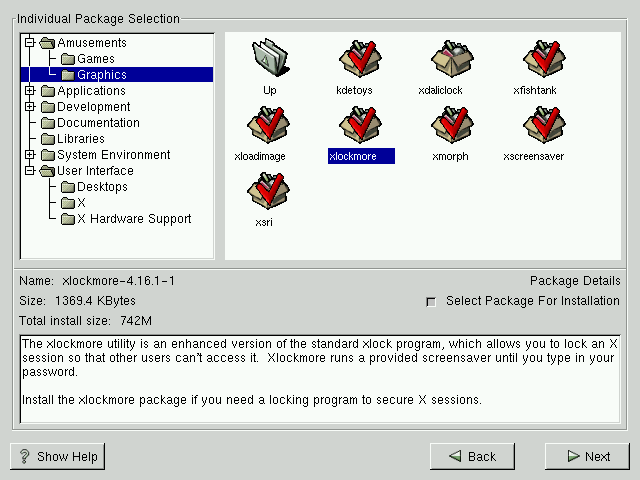 Individual Package Selection
Amusements
Games
Graphics
Applications
Development
Documentation
Libraries
System Environment
User Interface
Desktops
X
X Hardware Support
Up kdetoys xdaliclock xfishtank
xloadimage xlockmore xmorph xscreensaver
xsri
Name: xlockmore-4.16.1-1 Package Details
Size: 1369.4 KBytes Select Package For Installation
Total install size: 742M
The xlockmore utility is an enhanced version of the standard xlock program, which allows you to lock an X
session so that other users can't access it. Xlockmore runs a provided screensaver until you type in your
password.
Install the xlockmore package if you need a locking program to secure X sessions.
Show Help Back Next